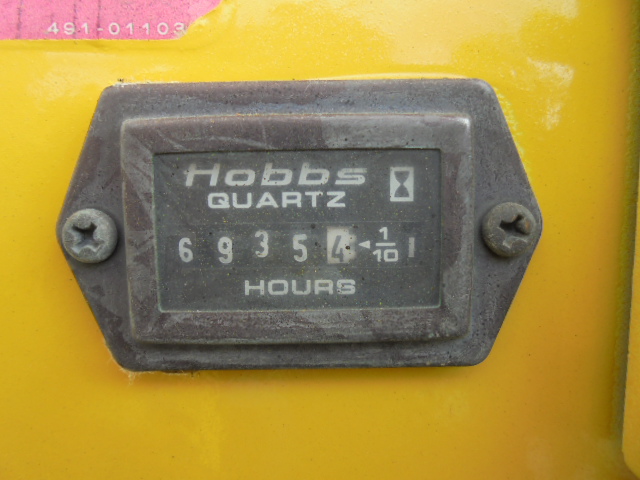 491-01103
Hobbs
QUARTZ
6 9 3 5 4 ◄ 1/10
HOURS